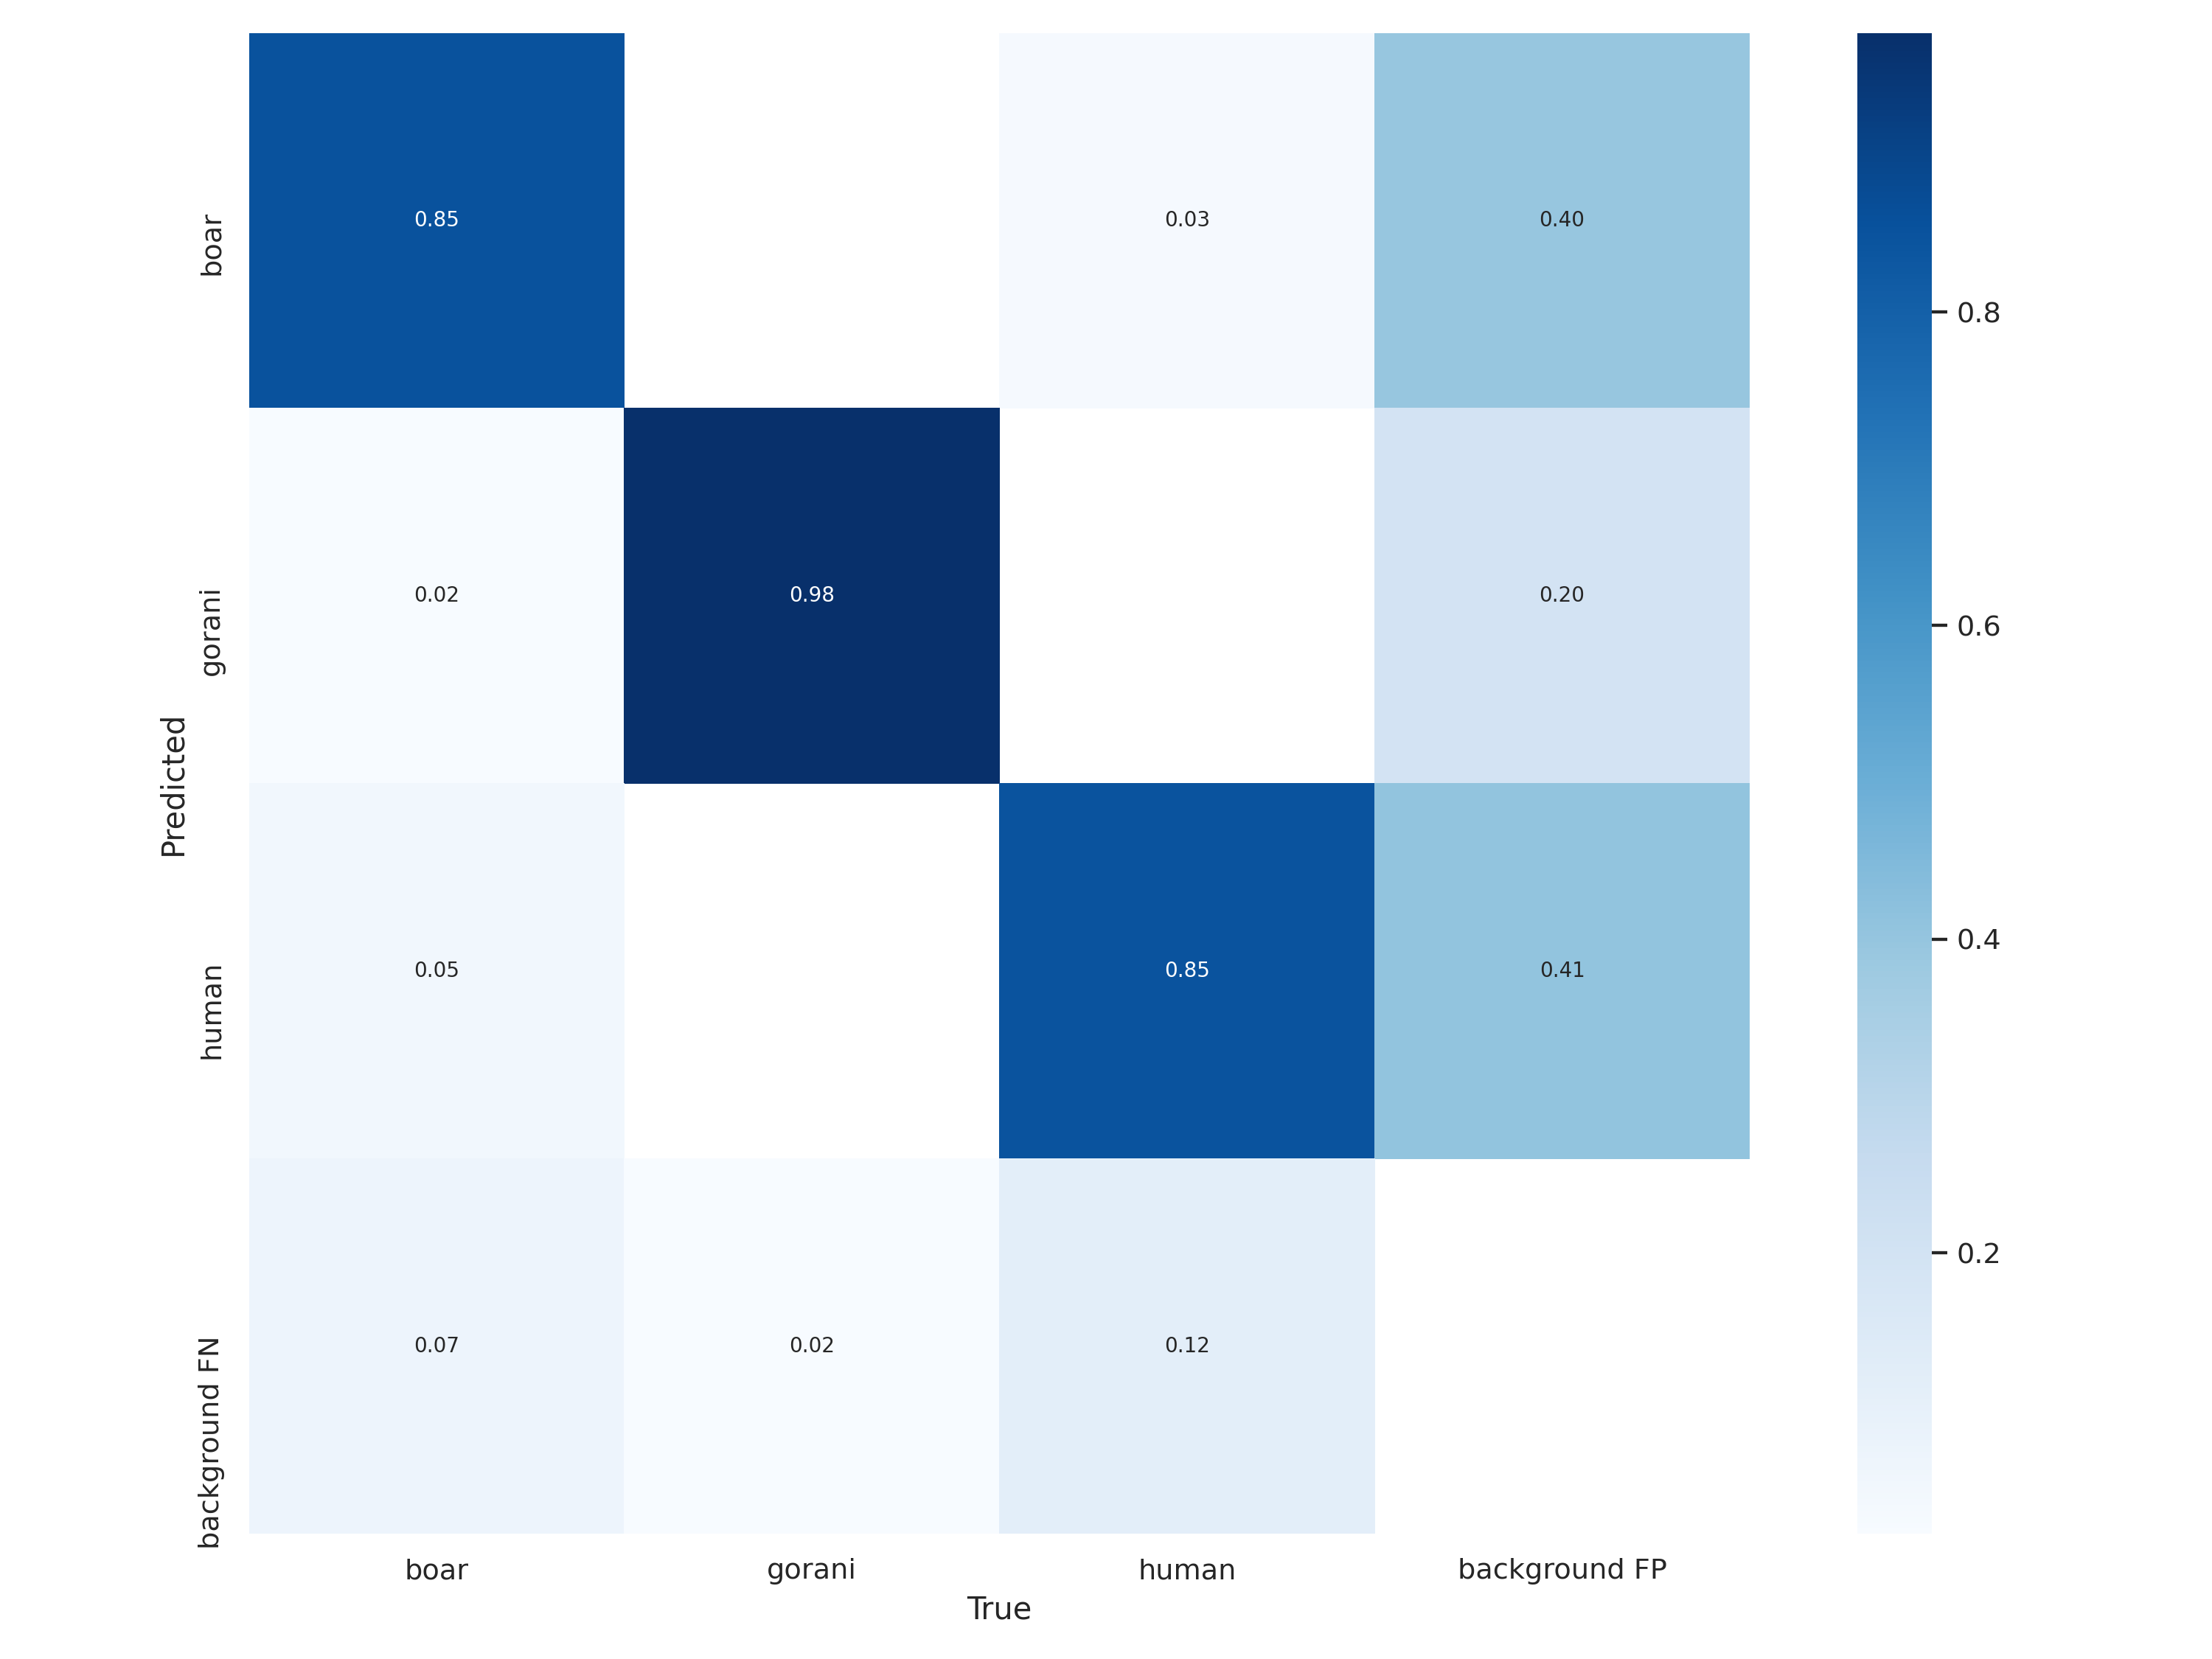 boar
0.85
0.03
0.40
0.8
gorani
0.02
0.98
0.20
0.6
Predicted
human
0.05
0.85
0.41
0.4
background FN
0.07
0.02
0.12
0.2
boar
gorani
human
background FP
True